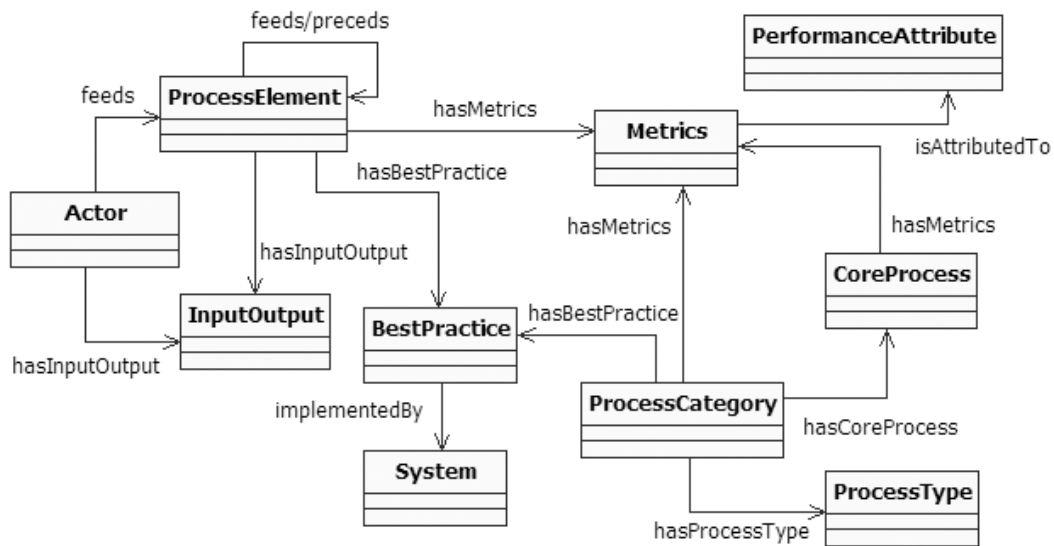 feeds/preceds
PerformanceAttribute
ProcessElement
feeds
hasMetrics
Metrics
isAttributedTo
hasBestPractice
Actor
hasMetrics
hasMetrics
hasInputOutput
CoreProcess
InputOutput
BestPractice
hasBestPractice
hasInputOutput
implementedBy
ProcessCategory
hasCoreProcess
System
ProcessType
hasProcessType